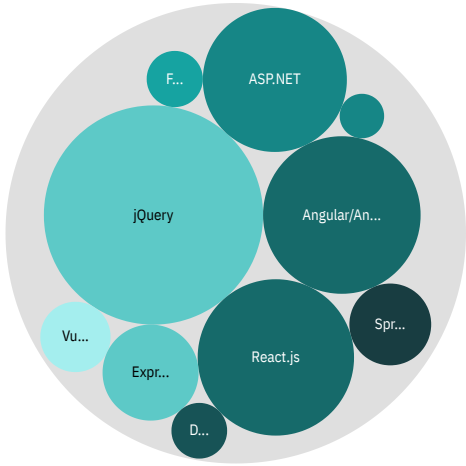 F...
ASP.NET
jQuery
Angular/An...
Vu...
Expr...
React.js
Spr...
D...